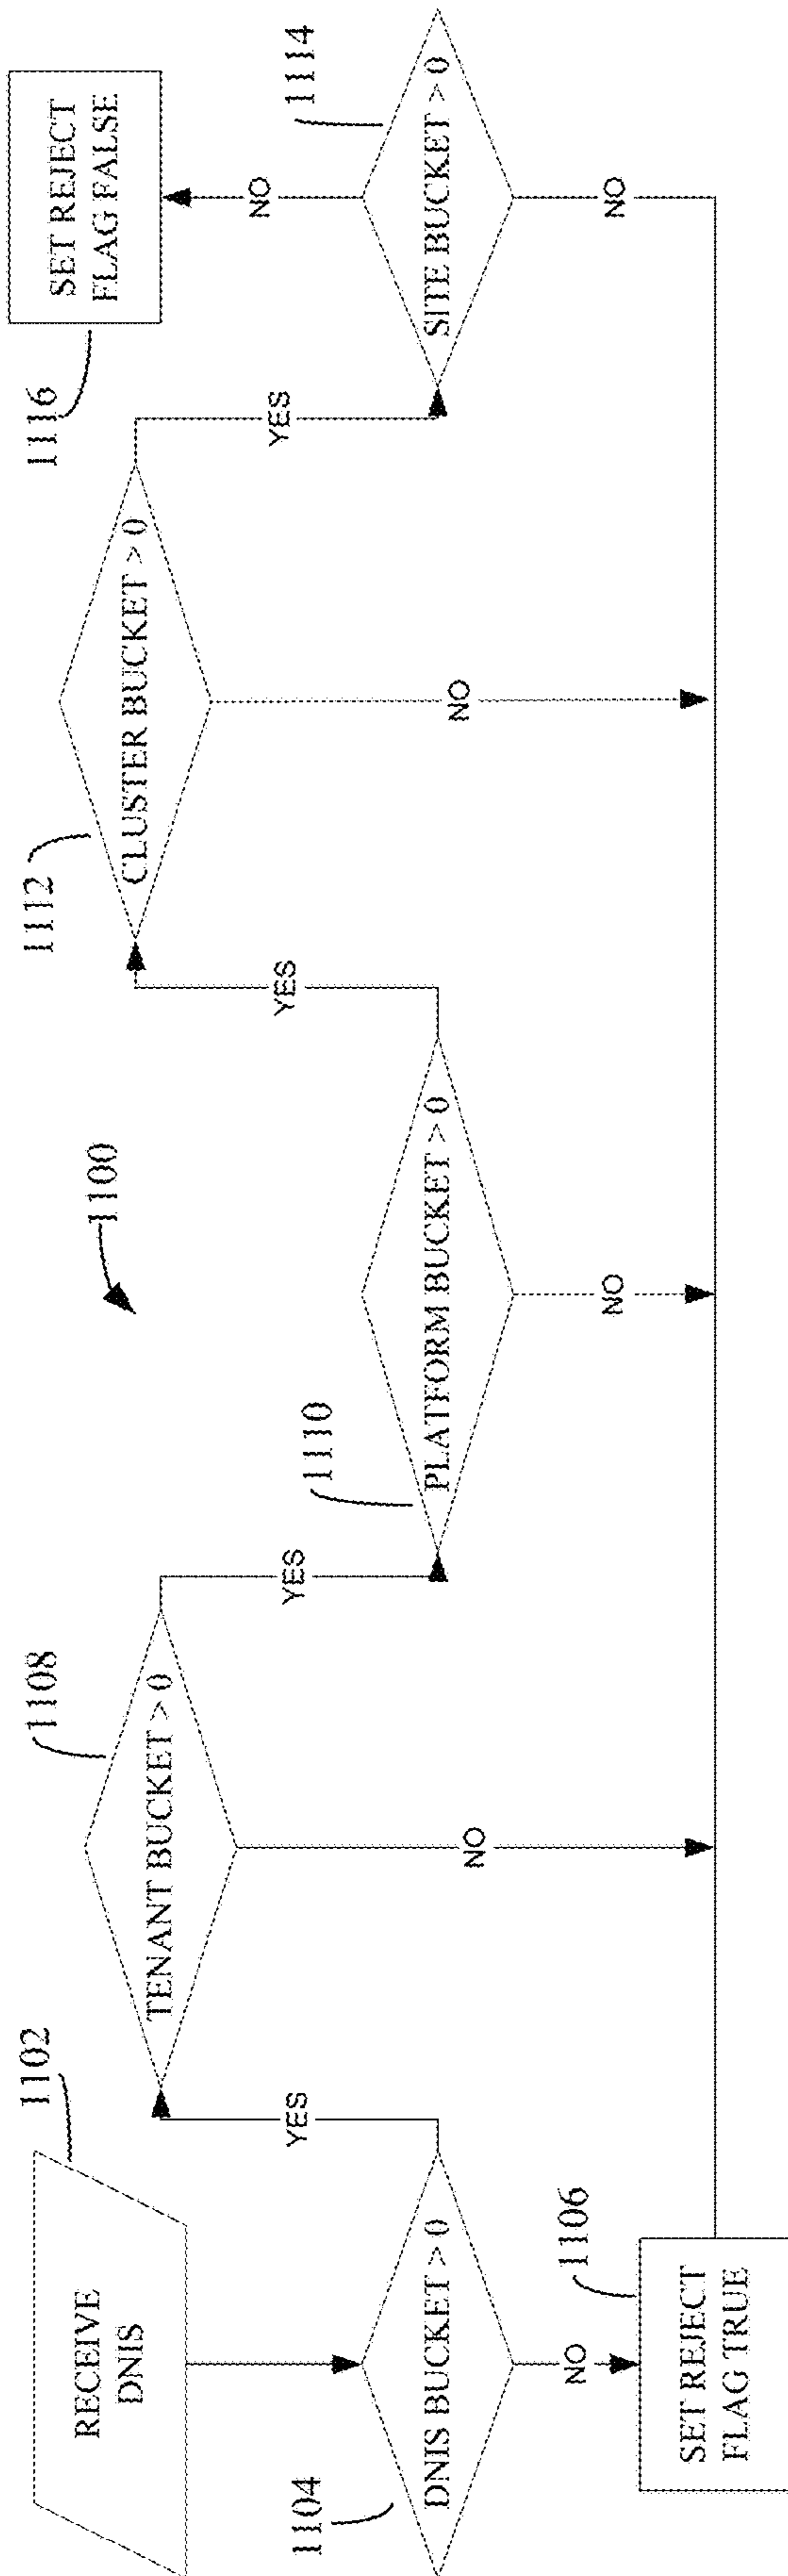 1100
RECEIVE
DNIS
1102
DNIS BUCKET > 0
1104
YES
NO
SET REJECT
FLAG TRUE
1106
TENANT BUCKET > 0
1108
YES
NO
PLATFORM BUCKET > 0
1110
YES
NO
CLUSTER BUCKET > 0
1112
YES
NO
SITE BUCKET > 0
1114
NO
NO
SET REJECT
FLAG FALSE
1116